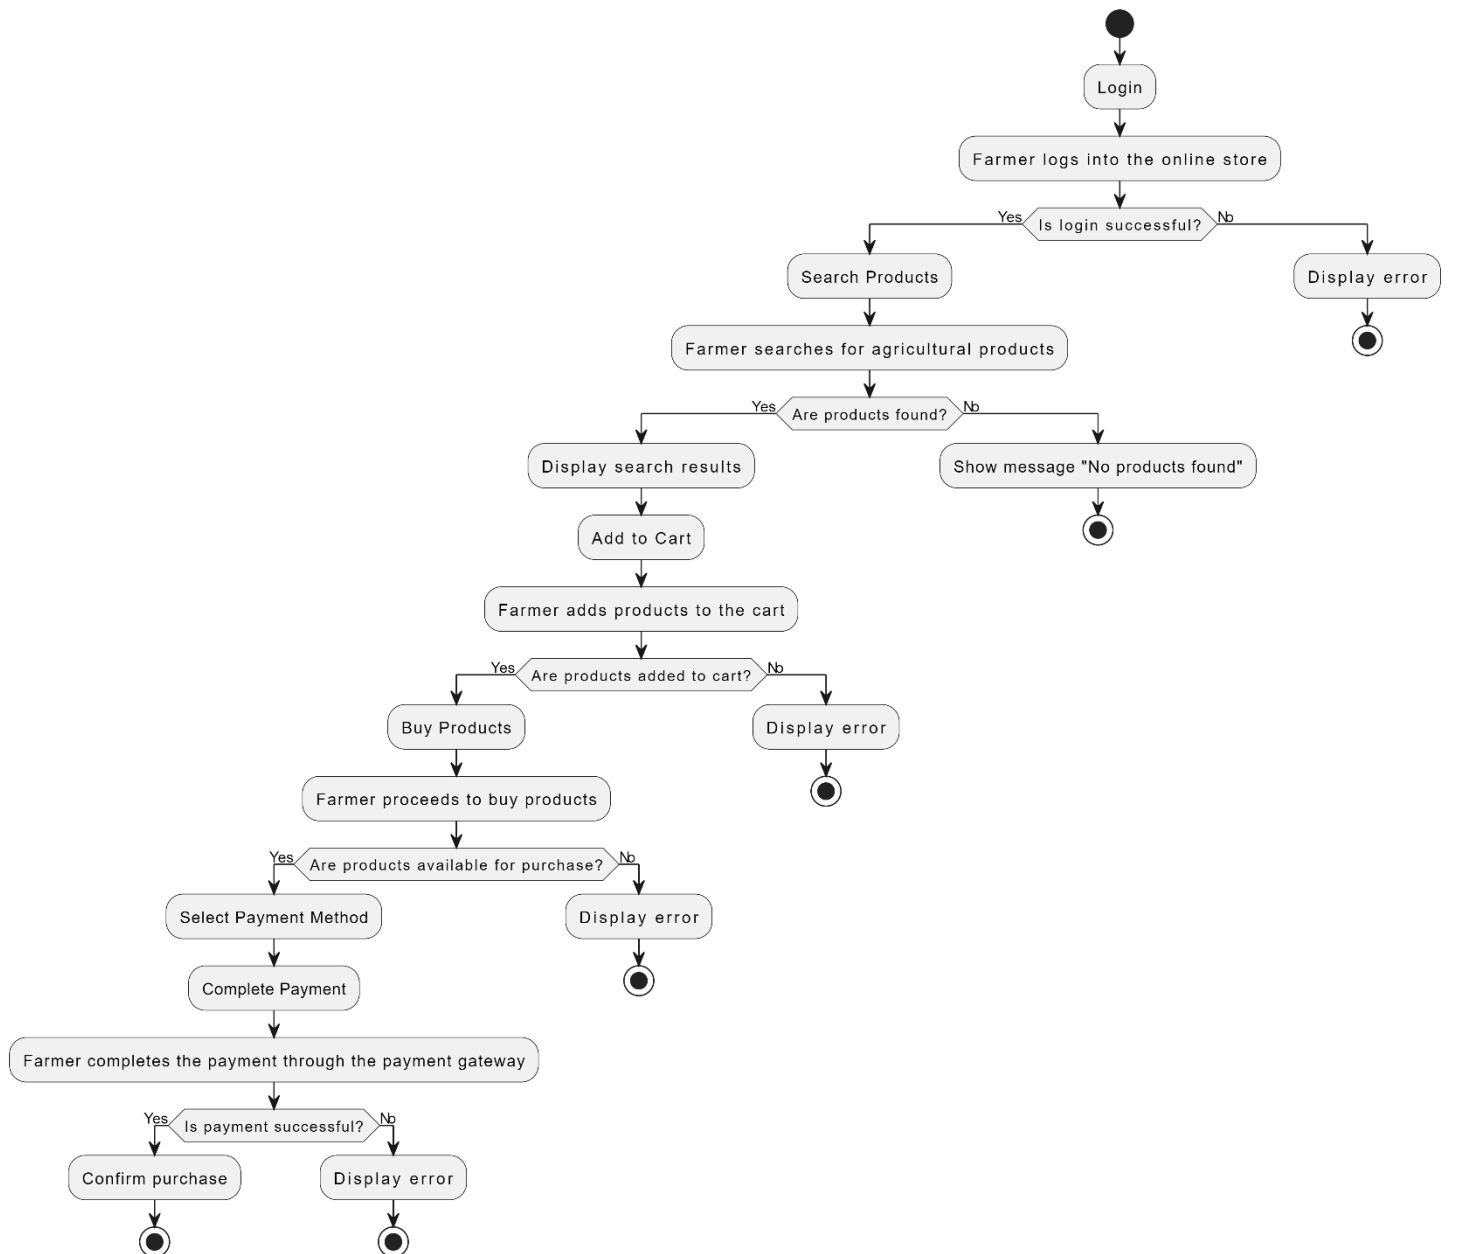 Login
Farmer logs into the online store
Yes
Is login successful?
No
Search Products
Display error
Farmer searches for agricultural products
Yes
Are products found?
No
Display search results
Show message "No products found"
Add to Cart
Farmer adds products to the cart
Yes
Are products added to cart?
No
Buy Products
Display error
Farmer proceeds to buy products
Yes
Are products available for purchase?
No
Select Payment Method
Display error
Complete Payment
Farmer completes the payment through the payment gateway
Yes
Is payment successful?
No
Confirm purchase
Display error